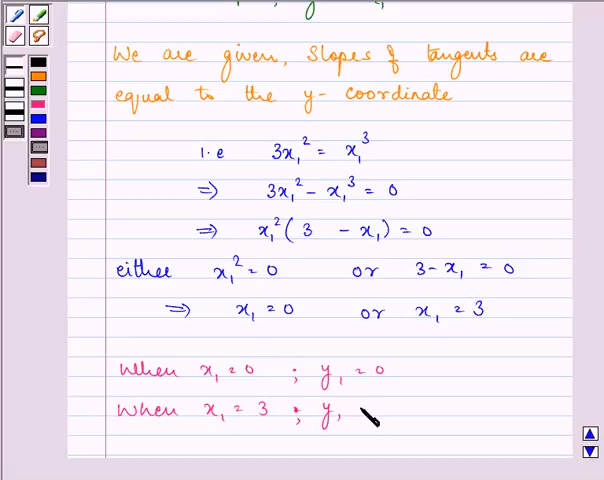 We are given, Slopes of tangents are
equal to the y- coordinate
i.e 3x₁² = x₁³
⇒ 3x₁² - x₁³ = 0
⇒ x₁² ( 3 - x₁) = 0
either x₁² = 0 or 3 - x₁ = 0
⇒ x₁ = 0 or x₁ = 3
When x₁ = 0 ; y₁ = 0
When x₁ = 3 ; y₁